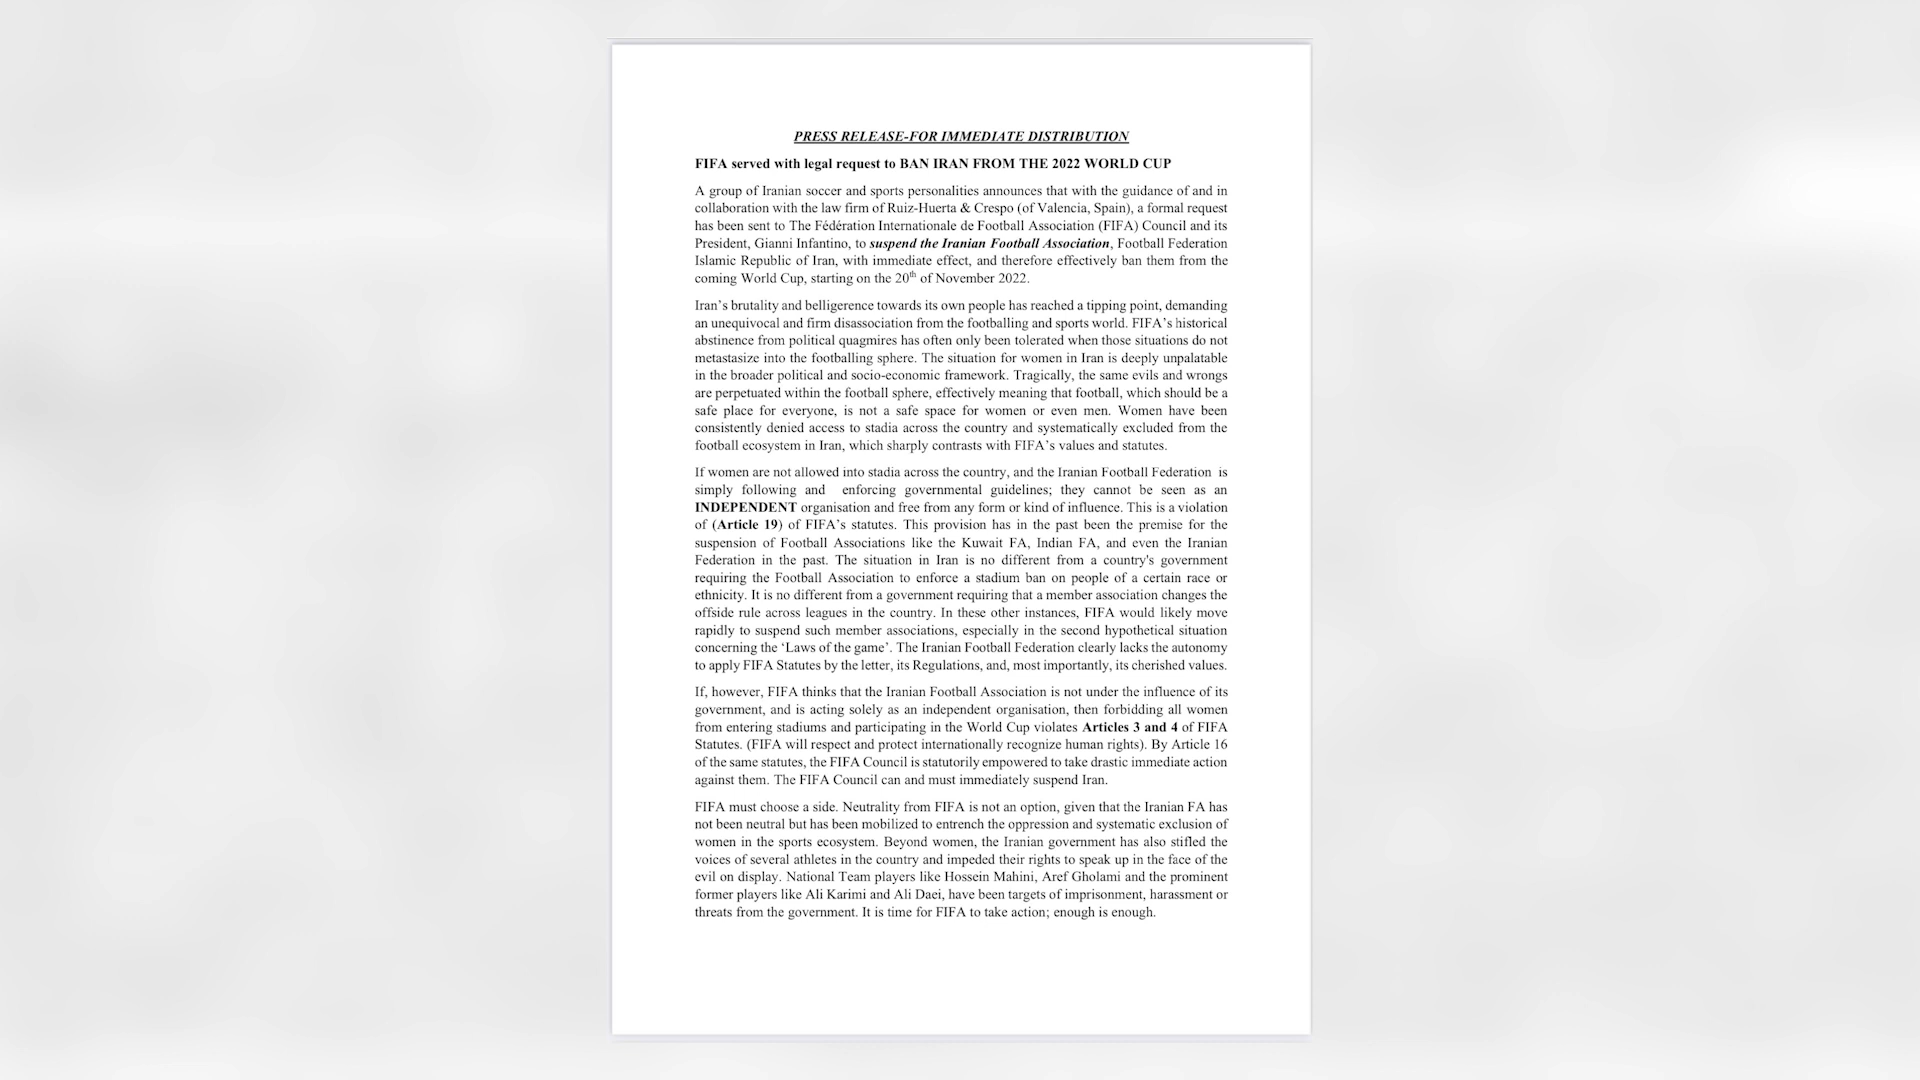 PRESS RELEASE-FOR IMMEDIATE DISTRIBUTION
FIFA served with legal request to BAN IRAN FROM THE 2022 WORLD CUP
A group of Iranian soccer and sports personalities announces that with the guidance of and in
collaboration with the law firm of Ruiz-Huerta & Crespo (of Valencia, Spain), a formal request
has been sent to The Fédération Internationale de Football Association (FIFA) Council and its
President, Gianni Infantino, to suspend the Iranian Football Association, Football Federation
Islamic Republic of Iran, with immediate effect, and therefore effectively ban them from the
coming World Cup, starting on the 20th of November 2022.
Iran's brutality and belligerence towards its own people has reached a tipping point, demanding
an unequivocal and firm disassociation from the footballing and sports world. FIFA's historical
abstinence from political quagmires has often only been tolerated when those situations do not
metastasize into the footballing sphere. The situation for women in Iran is deeply unpalatable
in the broader political and socio-economic framework. Tragically, the same evils and wrongs
are perpetuated within the football sphere, effectively meaning that football, which should be a
safe place for everyone, is not a safe space for women or even men. Women have been
consistently denied access to stadia across the country and systematically excluded from the
football ecosystem in Iran, which sharply contrasts with FIFA's values and statutes.
If women are not allowed into stadia across the country, and the Iranian Football Federation is
simply following and enforcing governmental guidelines; they cannot be seen as an
INDEPENDENT organisation and free from any form or kind of influence. This is a violation
of (Article 19) of FIFA's statutes. This provision has in the past been the premise for the
suspension of Football Associations like the Kuwait FA, Indian FA, and even the Iranian
Federation in the past. The situation in Iran is no different from a country's government
requiring the Football Association to enforce a stadium ban on people of a certain race or
ethnicity. It is no different from a government requiring that a member association changes the
offside rule across leagues in the country. In these other instances, FIFA would likely move
rapidly to suspend such member associations, especially in the second hypothetical situation
concerning the 'Laws of the game'. The Iranian Football Federation clearly lacks the autonomy
to apply FIFA Statutes by the letter, its Regulations, and, most importantly, its cherished values.
If, however, FIFA thinks that the Iranian Football Association is not under the influence of its
government, and is acting solely as an independent organisation, then forbidding all women
from entering stadiums and participating in the World Cup violates Articles 3 and 4 of FIFA
Statutes. (FIFA will respect and protect internationally recognize human rights). By Article 16
of the same statutes, the FIFA Council is statutorily empowered to take drastic immediate action
against them. The FIFA Council can and must immediately suspend Iran.
FIFA must choose a side. Neutrality from FIFA is not an option, given that the Iranian FA has
not been neutral but has been mobilized to entrench the oppression and systematic exclusion of
women in the sports ecosystem. Beyond women, the Iranian government has also stifled the
voices of several athletes in the country and impeded their rights to speak up in the face of the
evil on display. National Team players like Hossein Mahini, Aref Gholami and the prominent
former players like Ali Karimi and Ali Daei, have been targets of imprisonment, harassment or
threats from the government. It is time for FIFA to take action; enough is enough.